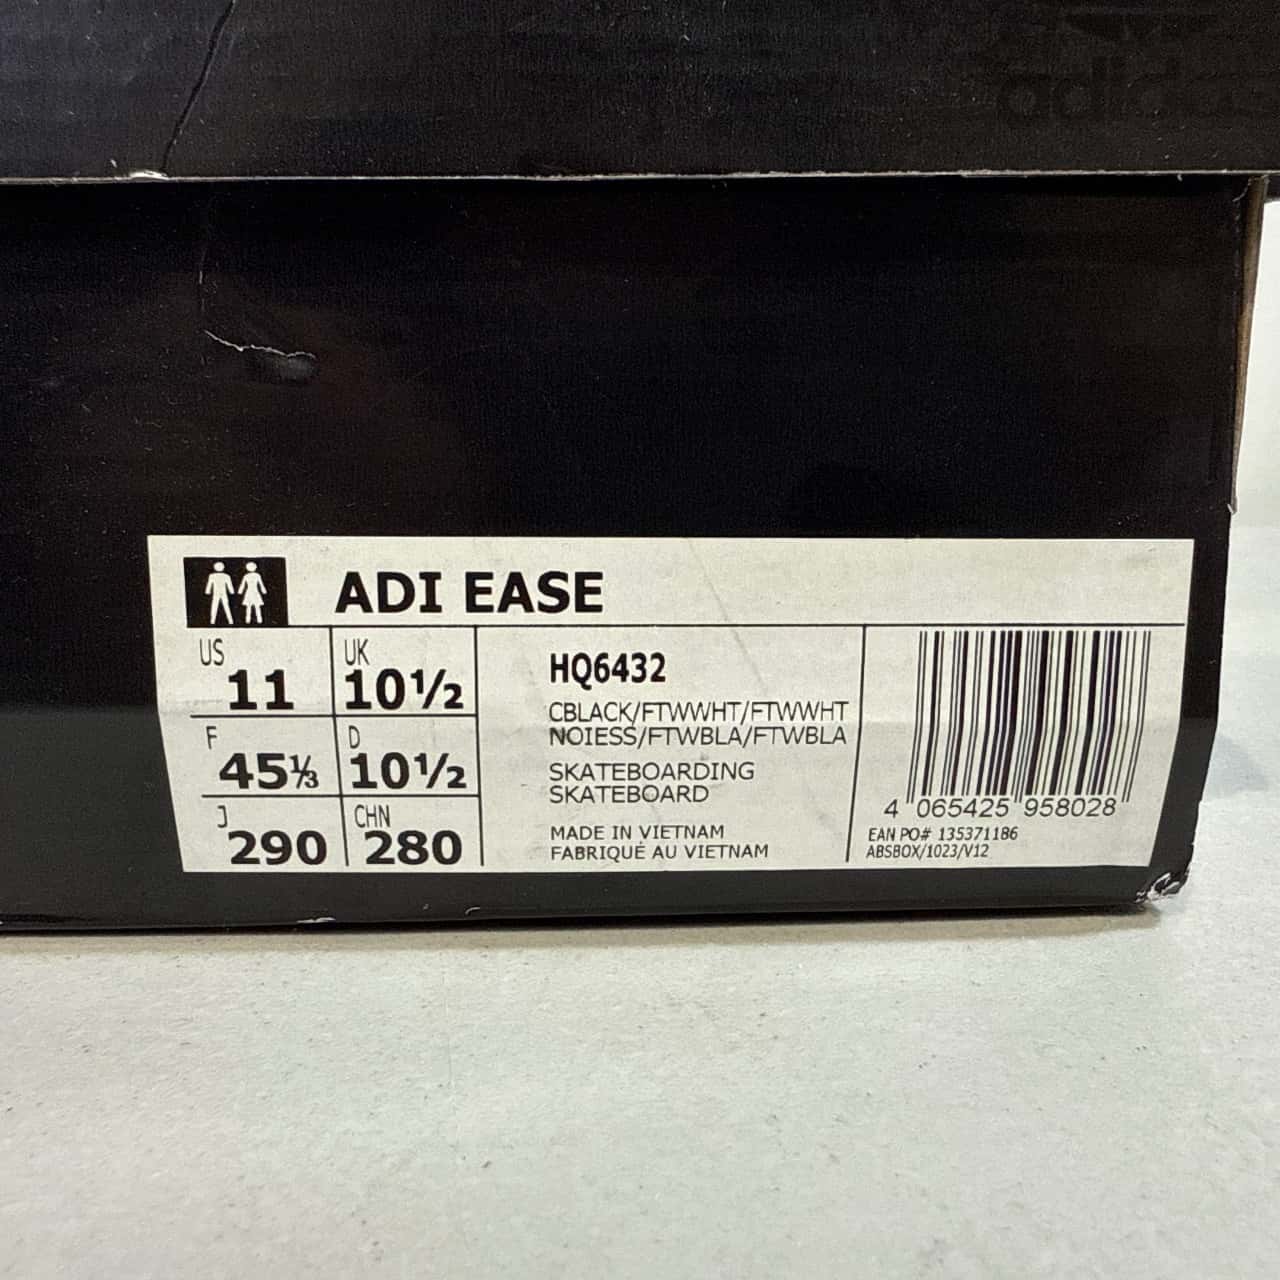 adidas
ADI EASE
US
11
UK
10½
F
45⅓
D
10½
J
290
CHN
280
HQ6432
CBLACK/FTWWHT/FTWWHT
NOIESS/FTWBLA/FTWBLA
SKATEBOARDING
SKATEBOARD
MADE IN VIETNAM
FABRIQUÉ AU VIETNAM
4 065425 958028
EAN PO# 135371186
ABSBOX/1023/V12